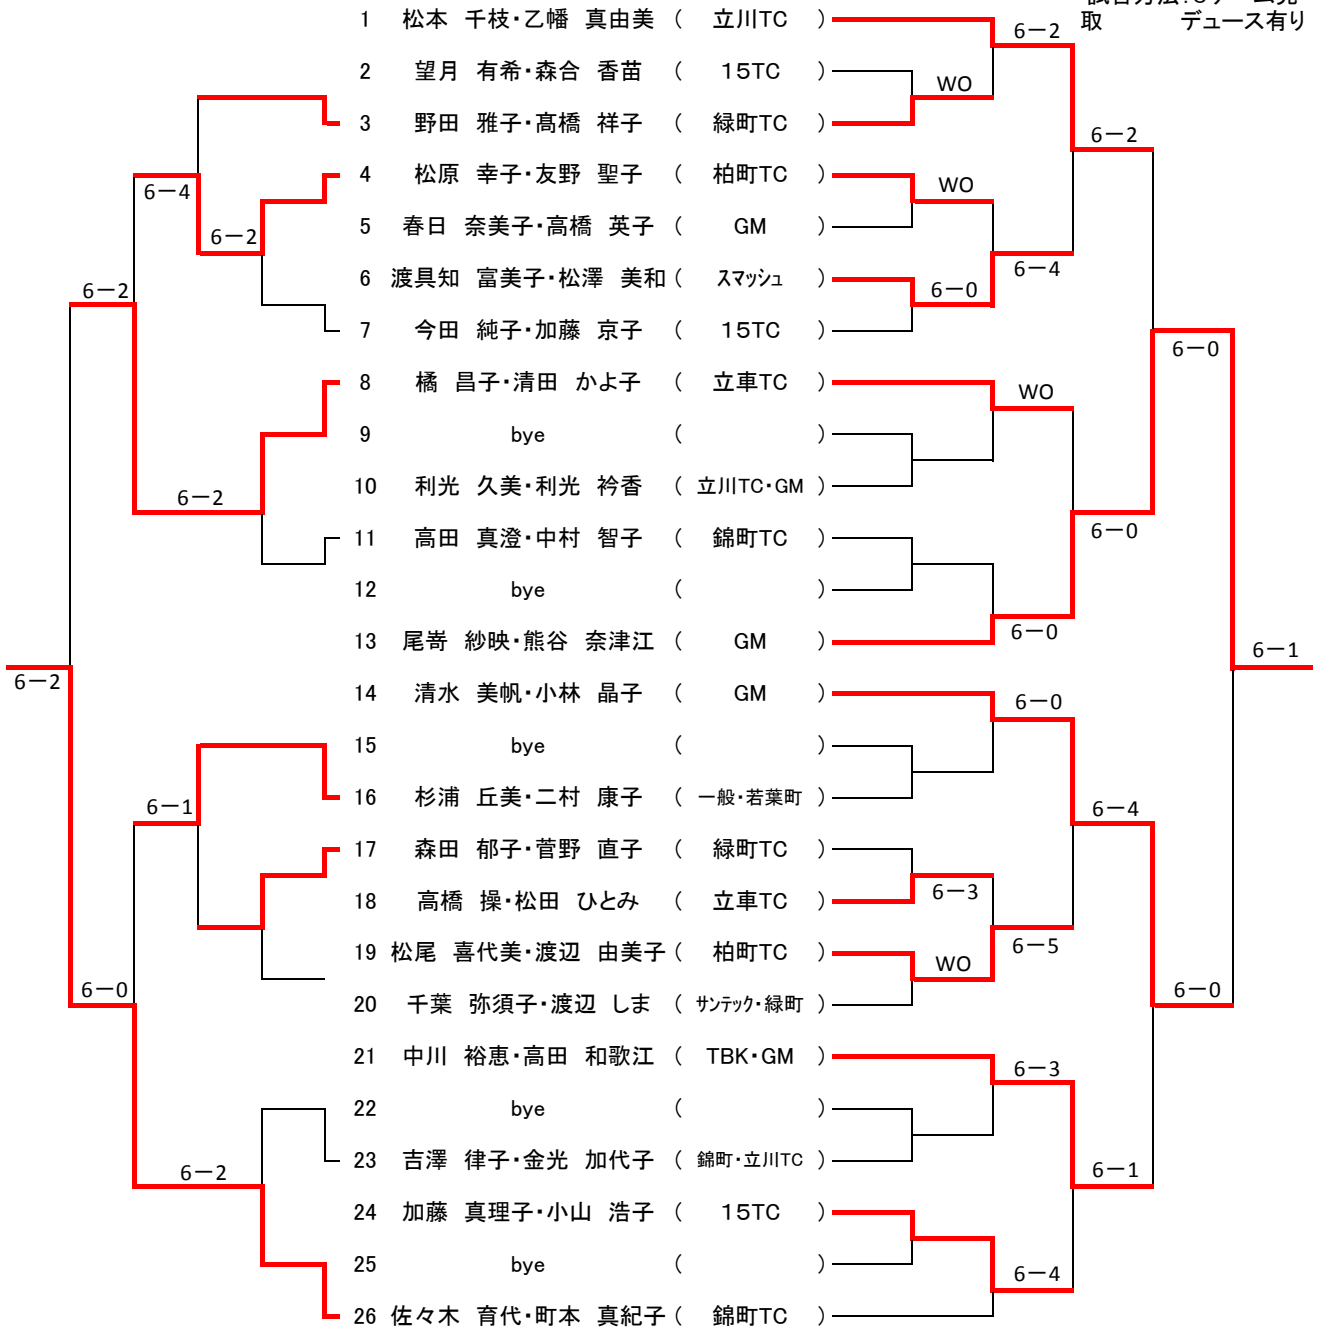 取 デュース有り
1 松本 千枝・乙幡 真由美 ( 立川TC )
6－2
2 望月 有希・森合 香苗 ( 15TC )
WO
3 野田 雅子・髙橋 祥子 ( 緑町TC )
6－2
4 松原 幸子・友野 聖子 ( 柏町TC )
6－4
WO
5 春日 奈美子・高橋 英子 ( GM )
6－2
6 渡具知 富美子・松澤 美和 ( スマッシュ )
6－4
6－2
6－0
7 今田 純子・加藤 京子 ( 15TC )
6－0
8 橘 昌子・清田 かよ子 ( 立車TC )
WO
9 bye ( )
10 利光 久美・利光 衿香 ( 立川TC・GM )
6－2
11 高田 真澄・中村 智子 ( 錦町TC )
6－0
12 bye ( )
13 尾嵜 紗映・熊谷 奈津江 ( GM )
6－0
6－1
6－2
14 清水 美帆・小林 晶子 ( GM )
6－0
15 bye ( )
16 杉浦 丘美・二村 康子 ( 一般・若葉町 )
6－1
6－4
17 森田 郁子・菅野 直子 ( 緑町TC )
18 高橋 操・松田 ひとみ ( 立車TC )
6－3
19 松尾 喜代美・渡辺 由美子 ( 柏町TC )
6－5
WO
6－0
6－0
20 千葉 弥須子・渡辺 しま ( サンテック・緑町 )
21 中川 裕恵・高田 和歌江 ( TBK・GM )
6－3
22 bye ( )
23 吉澤 律子・金光 加代子 ( 錦町・立川TC )
6－2
6－1
24 加藤 真理子・小山 浩子 ( 15TC )
25 bye ( )
6－4
26 佐々木 育代・町本 真紀子 ( 錦町TC )